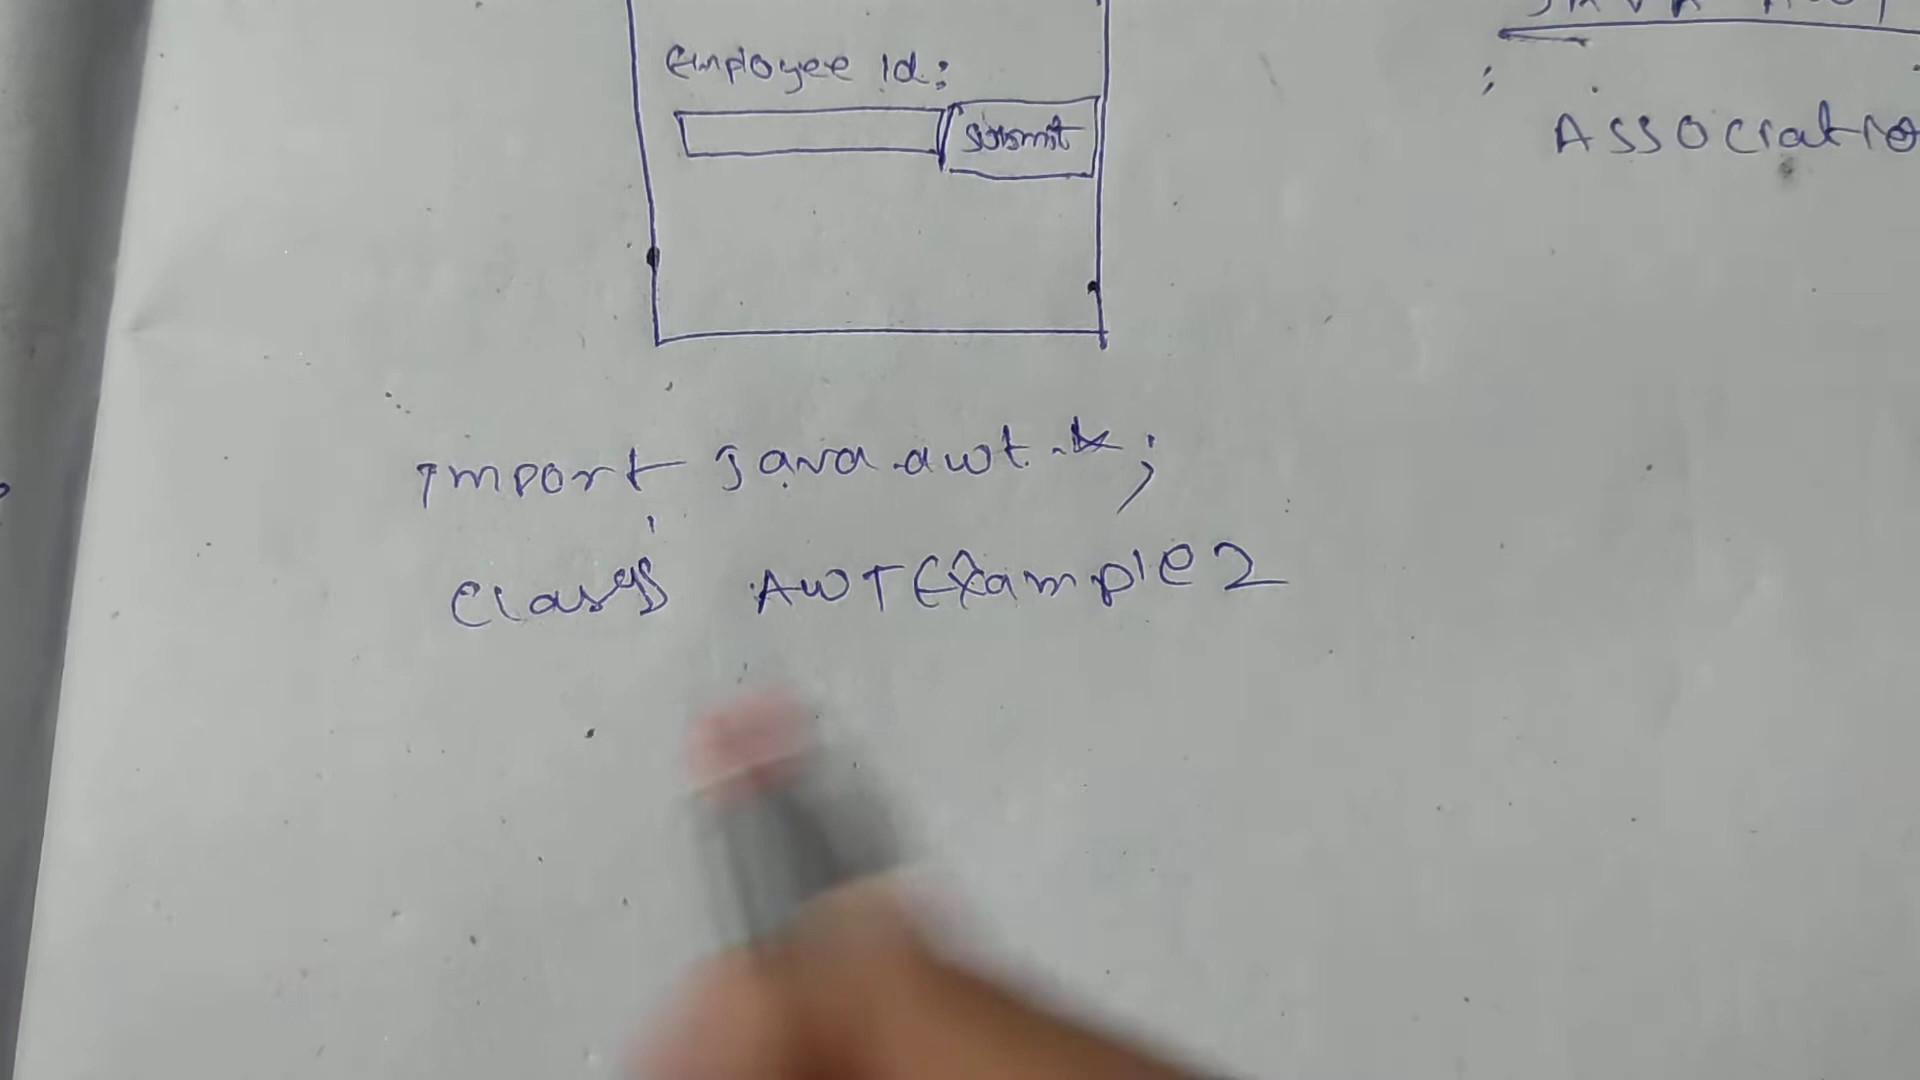 Employee id:
submit
Associatio
import java.awt.*;
class AWTExample2